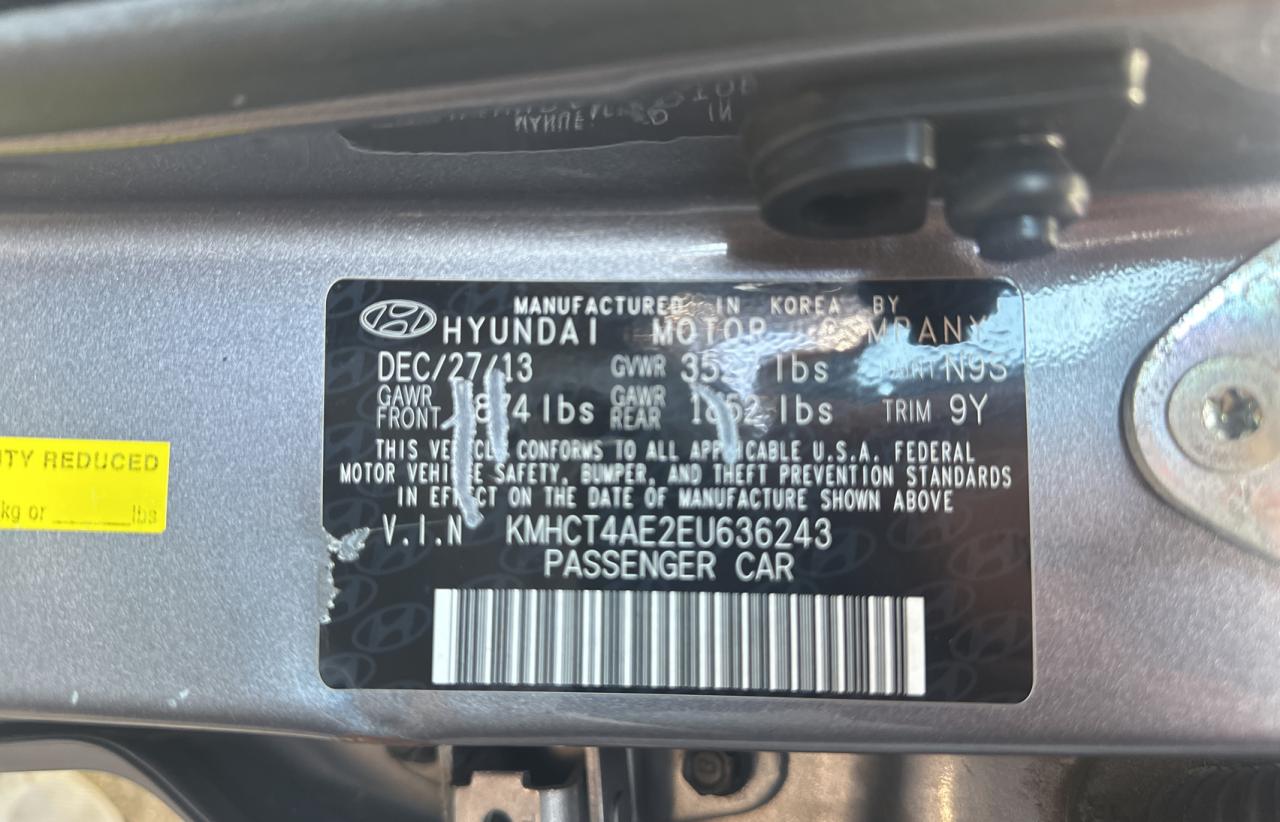 MANUFACTURED IN KOREA BY
HYUNDAI MOTOR COMPANY
DEC/27/13 GVWR lbs PAINT N9S
GAWR FRONT lbs GAWR REAR lbs TRIM 9Y
THIS VEHICLE CONFORMS TO ALL APPLICABLE U.S.A. FEDERAL
MOTOR VEHICLE SAFETY, BUMPER, AND THEFT PREVENTION STANDARDS
IN EFFECT ON THE DATE OF MANUFACTURE SHOWN ABOVE
V.I.N KMHCT4AE2EU636243
PASSENGER CAR
REDUCED
kg or ________lbs